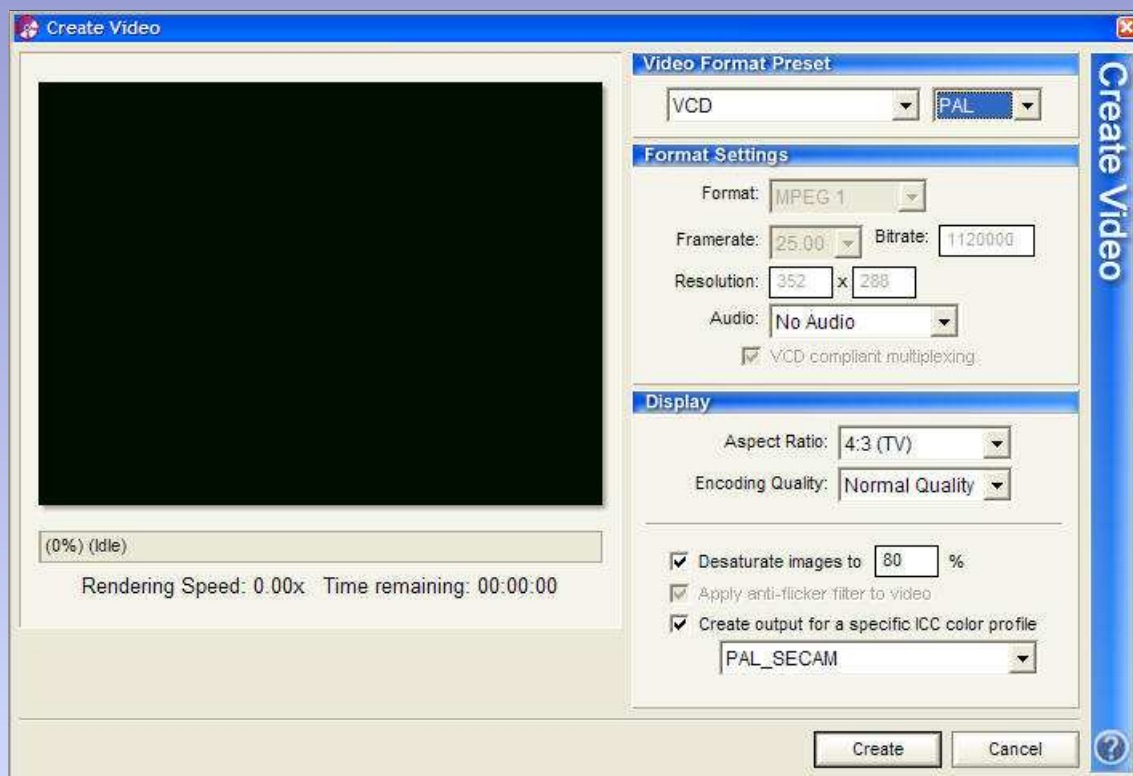 Create Video
Video Format Preset
VCD
PAL
Format Settings
Format: MPEG 1
Framerate: 25.00 Bitrate: 1120000
Resolution: 352 x 288
Audio: No Audio
VCD compliant multiplexing
Display
Aspect Ratio: 4:3 (TV)
Encoding Quality: Normal Quality
Desaturate images to 80 %
Apply anti-flicker filter to video
Create output for a specific ICC color profile
PAL_SECAM
(0%) (Idle)
Rendering Speed: 0.00x Time remaining: 00:00:00
Create
Cancel
Create Video
?